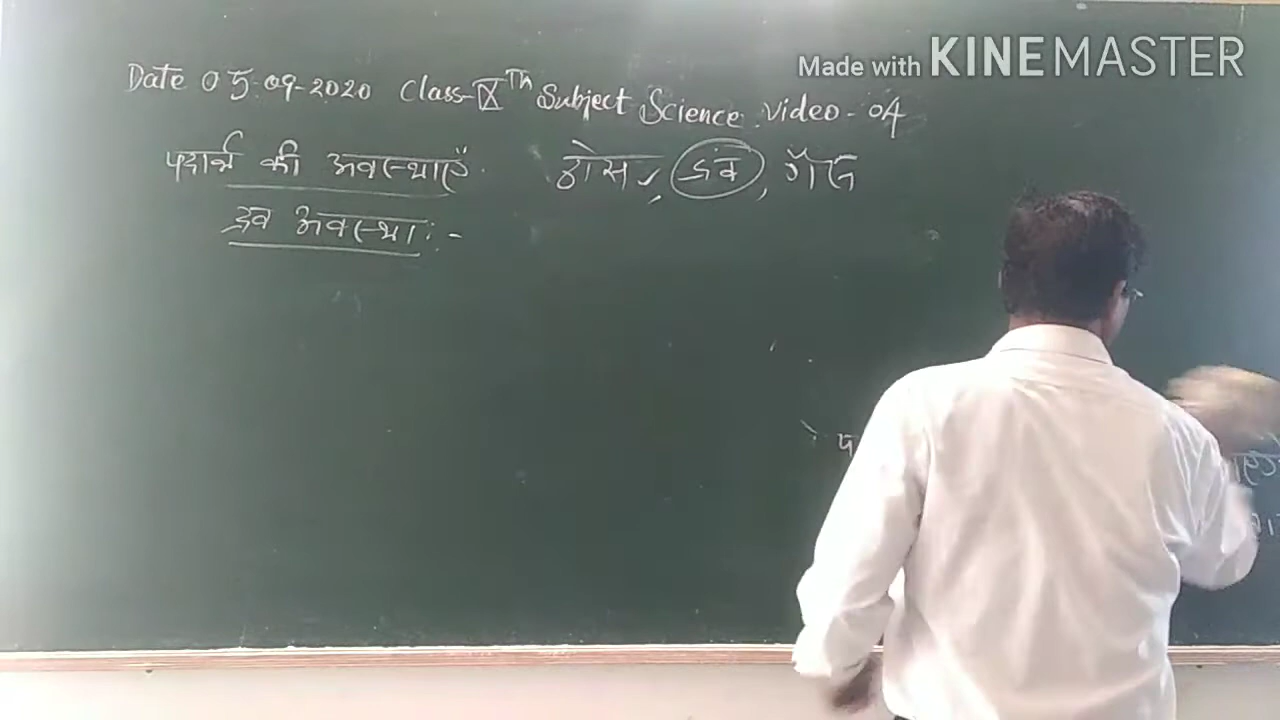 Made with KINEMASTER
Date 05-09-2020 Class-IXTh Subject Science Video-04
पदार्थ की अवस्थाएँ ठोस, द्रव, गैस
द्रव अवस्था:-